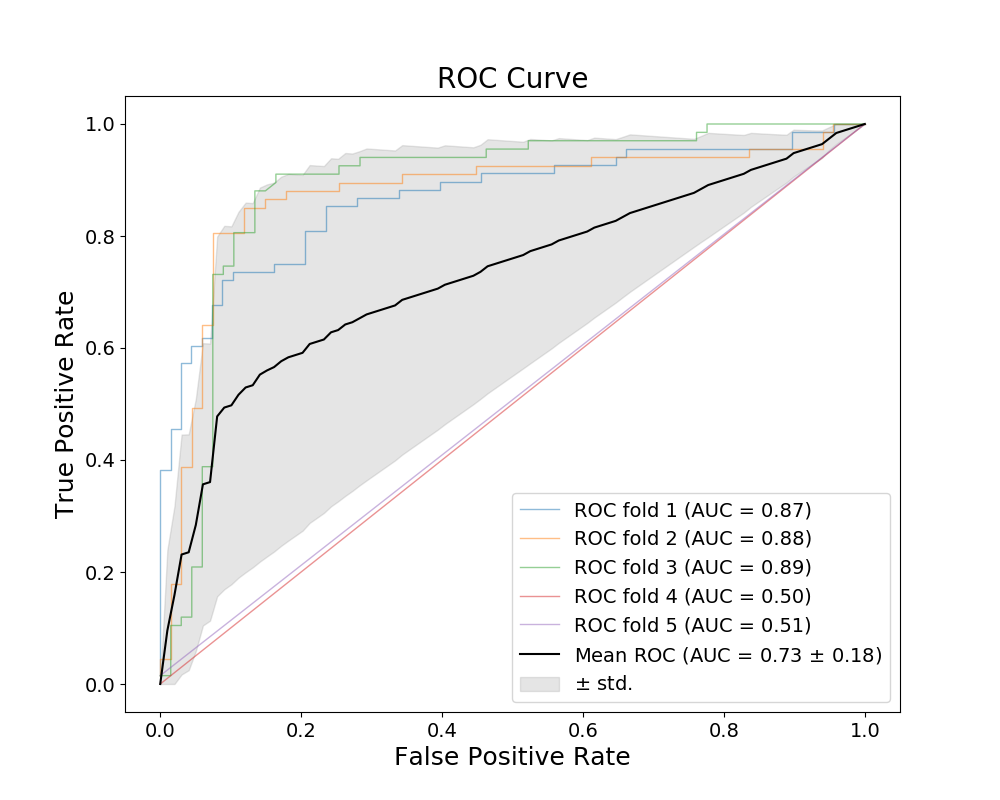 ROC Curve
1.0
0.8
0.6
0.4
0.2
0.0
True Positive Rate
ROC fold 1 (AUC = 0.87)
ROC fold 2 (AUC = 0.88)
ROC fold 3 (AUC = 0.89)
ROC fold 4 (AUC = 0.50)
ROC fold 5 (AUC = 0.51)
Mean ROC (AUC = 0.73 ± 0.18)
± std.
0.0 0.2 0.4 0.6 0.8 1.0
False Positive Rate